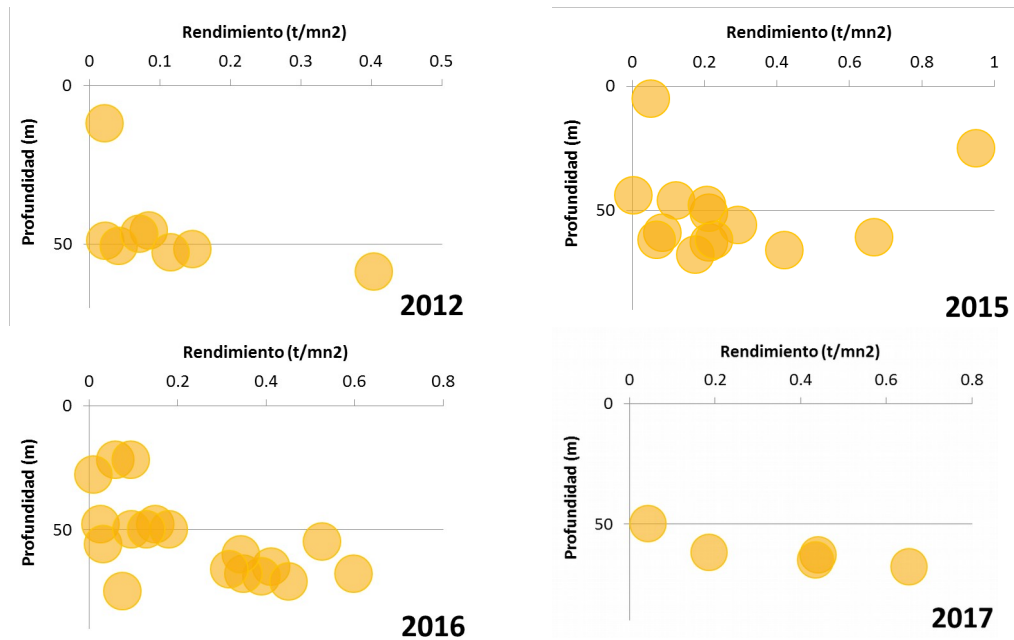 Rendimiento (t/mn2)
0 0.1 0.2 0.3 0.4 0.5
0
50
Profundidad (m)
2012
Rendimiento (t/mn2)
0 0.2 0.4 0.6 0.8 1
0
50
Profundidad (m)
2015
Rendimiento (t/mn2)
0 0.2 0.4 0.6 0.8
0
50
Profundidad (m)
2016
Rendimiento (t/mn2)
0 0.2 0.4 0.6 0.8
0
50
Profundidad (m)
2017